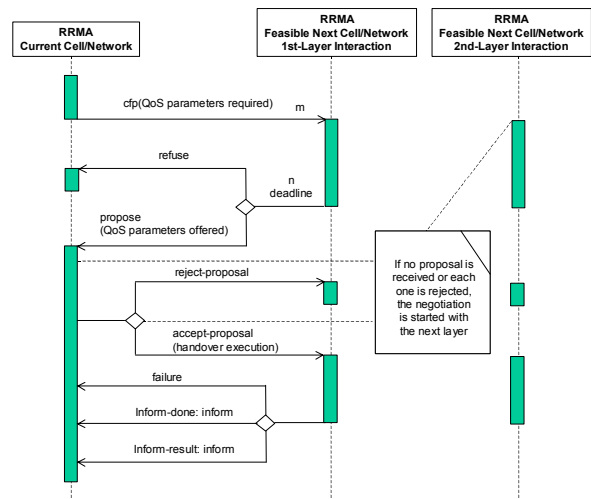 RRMA
Current Cell/Network
RRMA
Feasible Next Cell/Network
1st-Layer Interaction
RRMA
Feasible Next Cell/Network
2nd-Layer Interaction
cfp(QoS parameters required)
m
refuse
n
deadline
propose
(QoS parameters offered)
If no proposal is
received or each
one is rejected,
the negotiation
is started with
the next layer
reject-proposal
accept-proposal
(handover execution)
failure
Inform-done: inform
Inform-result: inform